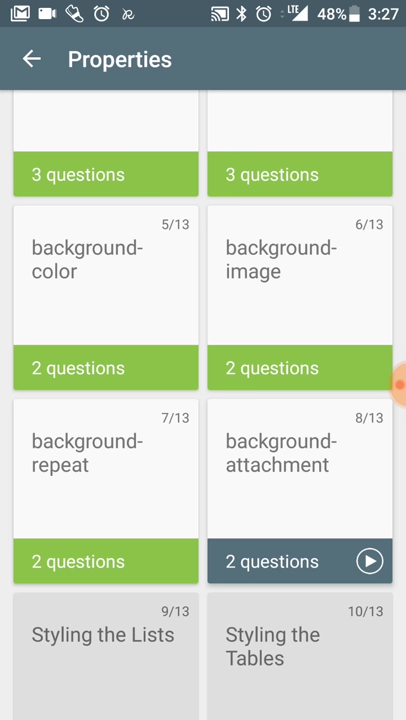 48% 3:27
LTE
Properties
3 questions
3 questions
5/13
background-
color
2 questions
6/13
background-
image
2 questions
7/13
background-
repeat
2 questions
8/13
background-
attachment
2 questions
9/13
Styling the Lists
10/13
Styling the
Tables